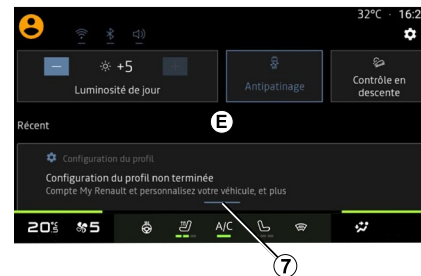 32°C · 16:2
+5
Luminosité de jour
Antipatinage
Contrôle en
descente
E
Récent
Configuration du profil
Configuration du profil non terminée
Compte My Renault et personnalisez votre véhicule, et plus
20 5 A/C
7